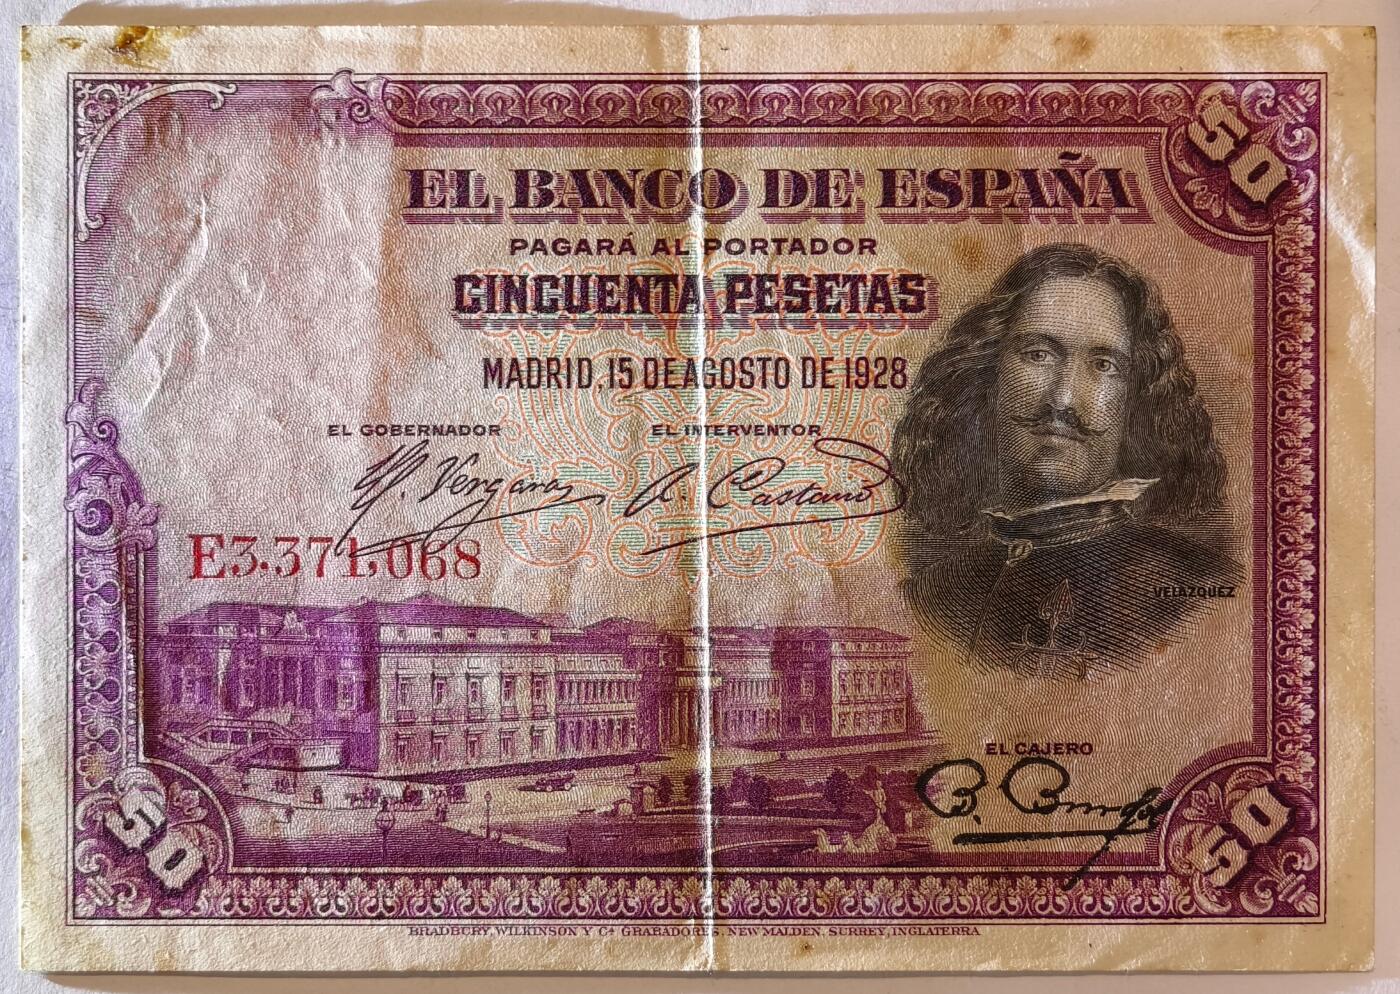 50
EL BANCO DE ESPAÑA
PAGARÁ AL PORTADOR
CINCUENTA PESETAS
MADRID 15 DE AGOSTO DE 1928
EL GOBERNADOR EL INTERVENTOR
E3.371,068
VELAZQUEZ
EL CAJERO
50 50
BRADBURY, WILKINSON Y Cª GRABADORES, NEW MALDEN, SURREY, INGLATERRA